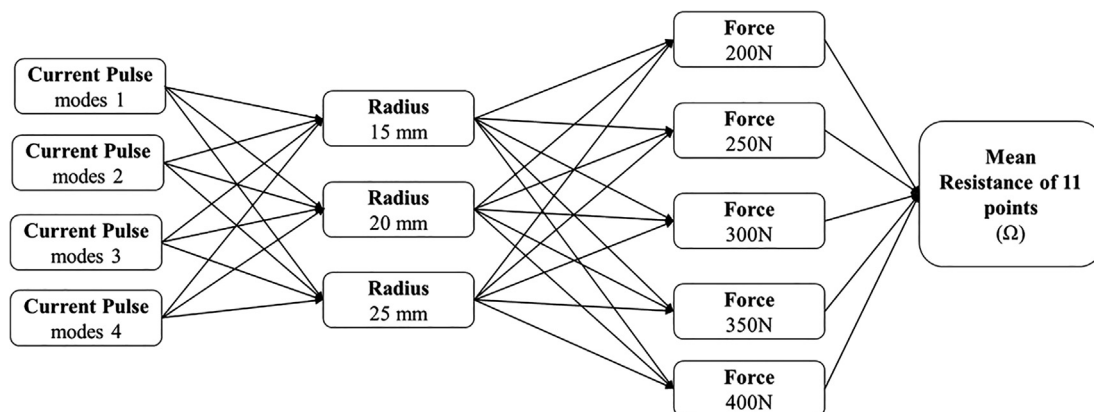 Current Pulse
modes 1
Current Pulse
modes 2
Current Pulse
modes 3
Current Pulse
modes 4
Radius
15 mm
Radius
20 mm
Radius
25 mm
Force
200N
Force
250N
Force
300N
Force
350N
Force
400N
Mean
Resistance of 11
points
(Ω)